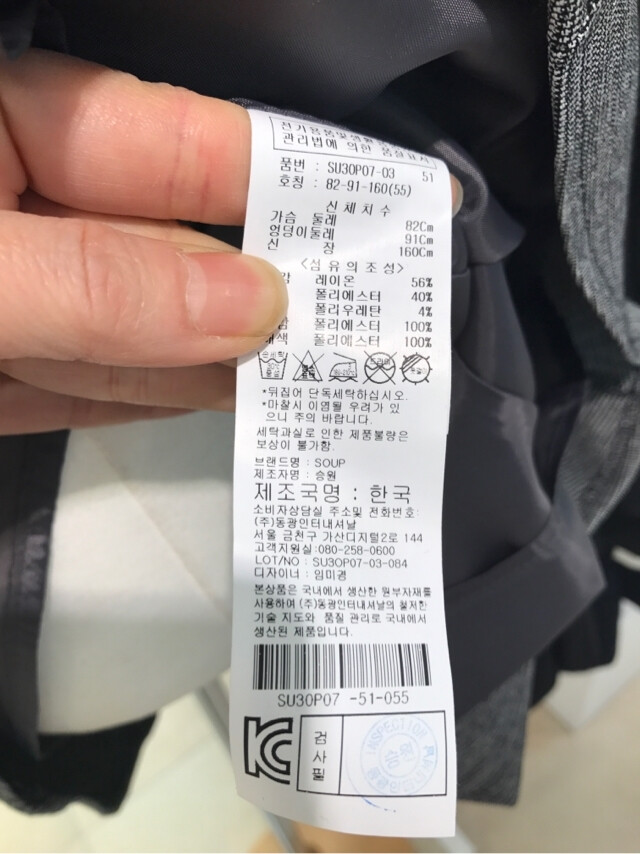 관리법에 의한 품질표시
품번 : SU3OP07-03 51
호칭 : 82-91-160(55)
신체치수
가슴 둘레 82Cm
엉덩이둘레 91Cm
신 장 160Cm
<섬유의조성>
레이온 56%
폴리에스터 40%
폴리우레탄 4%
폴리에스터 100%
배색 폴리에스터 100%
*뒤집어 단독세탁하십시오.
*마찰시 이염될 우려가 있
으니 주의 바랍니다.
세탁과실로 인한 제품불량은
보상이 불가함.
브랜드명 : SOUP
제조자명 : 승원
제조국명 : 한국
소비자상담실 주소및 전화번호:
(주)동광인터내셔날
서울 금천구 가산디지털2로 144
고객지원실:080-258-0600
LOT/NO : SU3OP07-03-084
디자이너 : 임미경
본상품은 국내에서 생산한 원부자재를
사용하여 (주)동광인터내셔날의 철저한
기술 지도와 품질 관리로 국내에서
생산된 제품입니다.
SU3OP07 -51-055
KC
검사필
INSPECTION